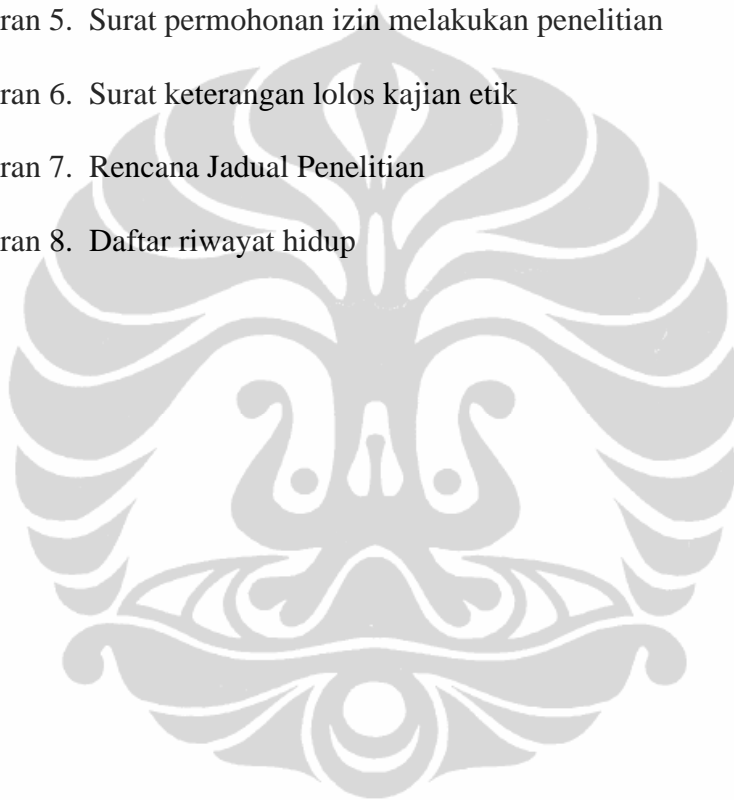 ran 5. Surat permohonan izin melakukan penelitian
ran 6. Surat keterangan lolos kajian etik
ran 7. Rencana Jadual Penelitian
ran 8. Daftar riwayat hidup